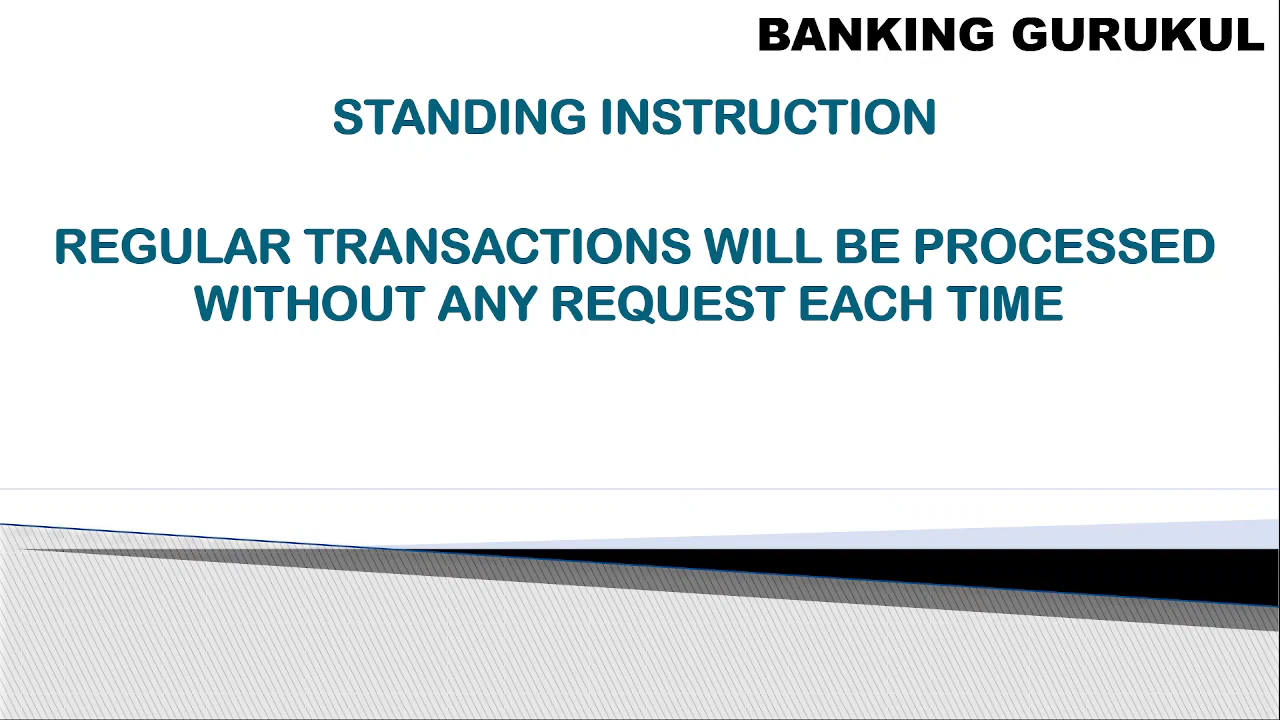 BANKING GURUKUL
STANDING INSTRUCTION
REGULAR TRANSACTIONS WILL BE PROCESSED
WITHOUT ANY REQUEST EACH TIME